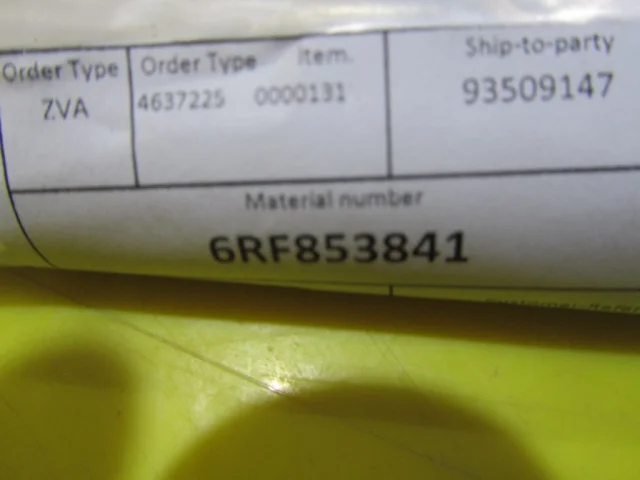 Order Type Order Type Item. Ship-to-party
ZVA 4637225 0000131 93509147
Material number
6RF853841